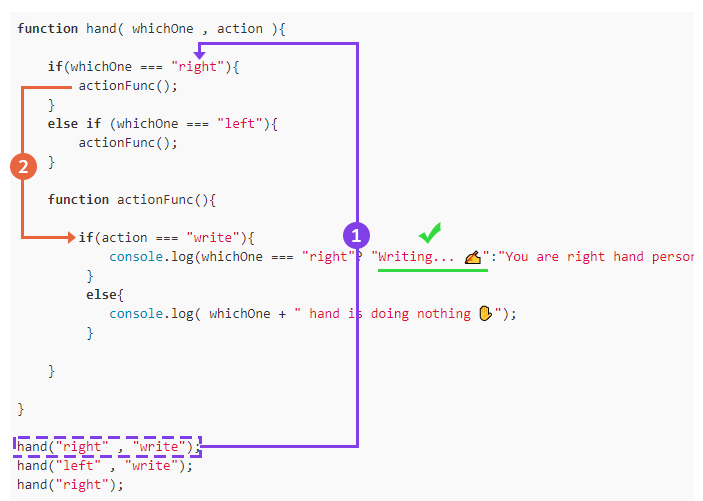 function hand( whichOne , action ){
if(whichOne === "right"){
actionFunc();
}
else if (whichOne === "left"){
actionFunc();
}
2
function actionFunc(){
if(action === "write"){
1
console.log(whichOne === "right"? "Writing... ✍":"You are right hand person
}
else{
console.log( whichOne + " hand is doing nothing ✋");
}
}
}
hand("right" , "write");
hand("left" , "write");
hand("right");